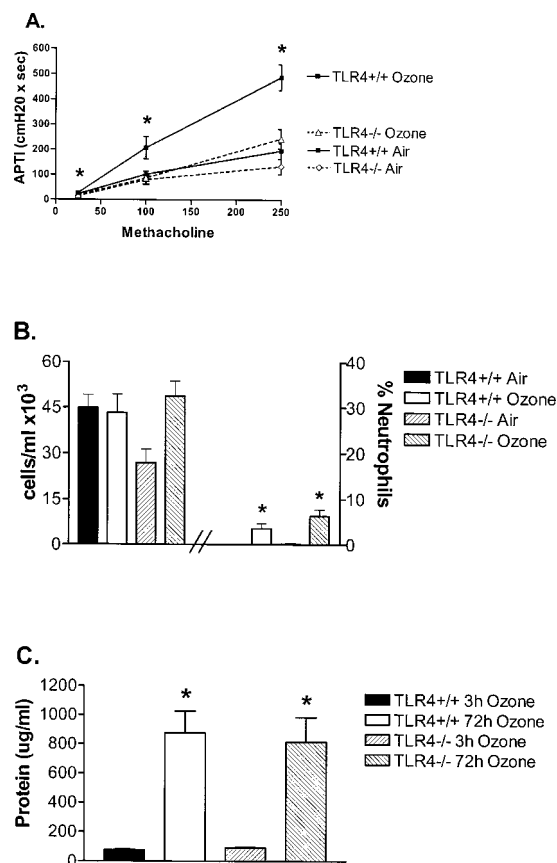 A.
APTI (cmH20 x sec)
600
500
400
300
200
100
0
* * *
0 50 100 150 200 250
Methacholine
TLR4+/+ Ozone
TLR4-/- Ozone
TLR4+/+ Air
TLR4-/- Air
B.
cells/ml x10³
60
45
30
15
0
* *
40
30
20
10
0
% Neutrophils
TLR4+/+ Air
TLR4+/+ Ozone
TLR4-/- Air
TLR4-/- Ozone
C.
Protein (ug/ml)
1200
1000
800
600
400
200
0
* *
TLR4+/+ 3h Ozone
TLR4+/+ 72h Ozone
TLR4-/- 3h Ozone
TLR4-/- 72h Ozone